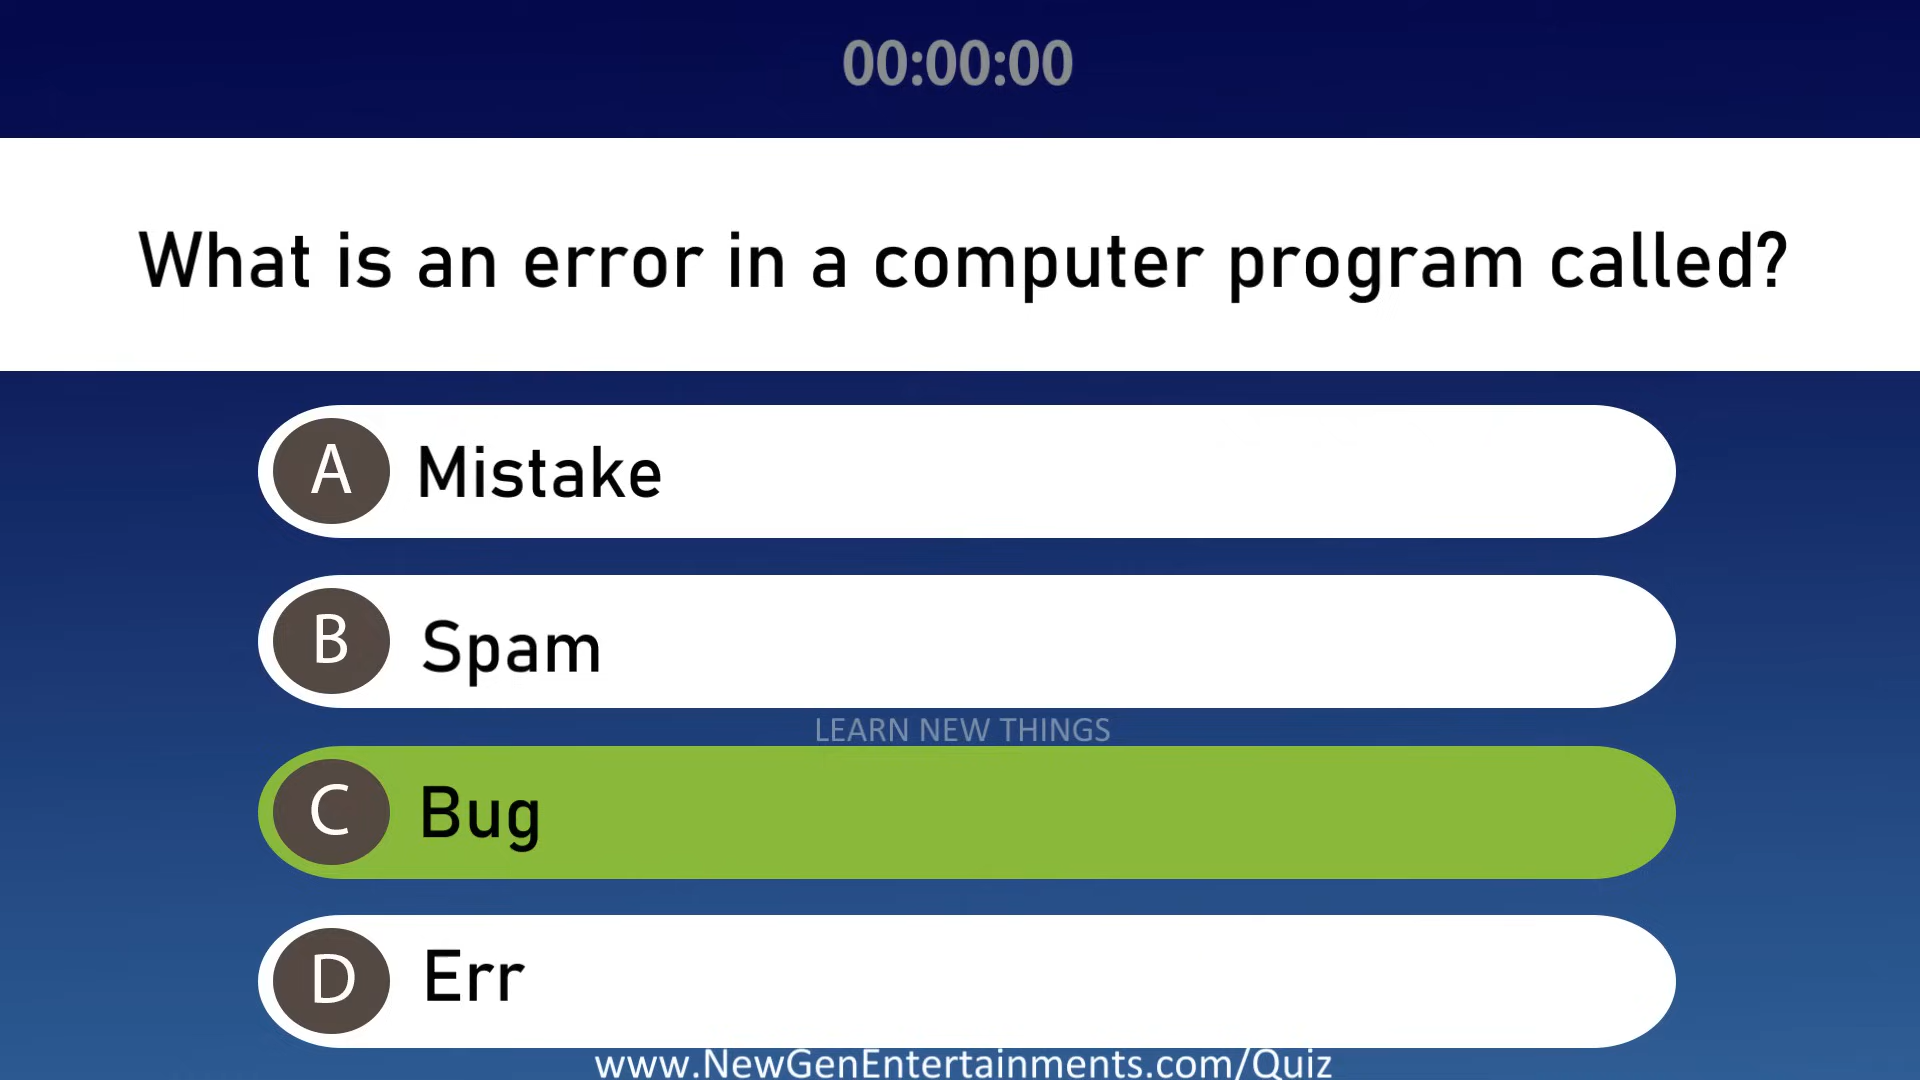 00:00:00
What is an error in a computer program called?
A Mistake
B Spam
LEARN NEW THINGS
C Bug
D Err
www.NewGenEntertainments.com/Quiz